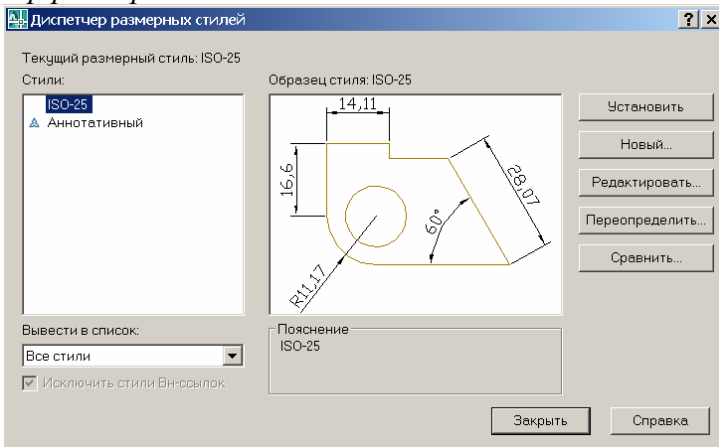 Диспетчер размерных стилей
Текущий размерный стиль: ISO-25
Стили:
ISO-25
Аннотативный
Образец стиля: ISO-25
14,11
16,6
28,07
60°
R11,17
Установить
Новый...
Редактировать...
Переопределить...
Сравнить...
Вывести в список:
Все стили
Исключить стили Вн-ссылок
Пояснение
ISO-25
Закрыть
Справка